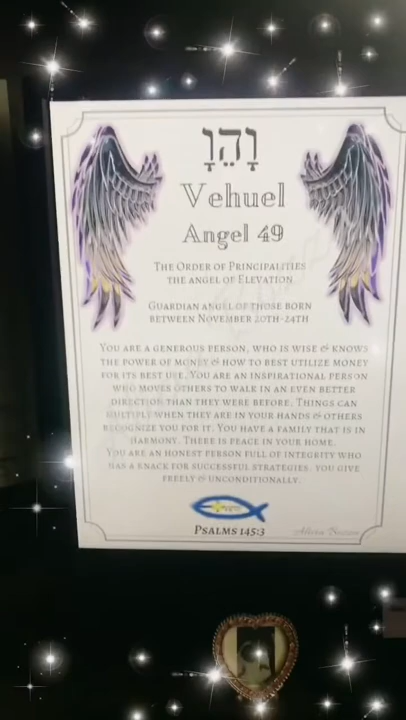 וָהֵוָ
Vehuel
Angel 49
The Order of Principalities
the angel of Elevation
Guardian angel of those born
between November 20th-24th
You are a generous person, who is wise & knows
the power of money & how to best utilize money
for its best use. You are an inspirational person
who moves others to walk in an even better
direction than they were before. Things can
multiply when they are in your hands & others
recognize you for it. You have a family that is in
harmony. There is peace in your home.
You are an honest person full of integrity who
has a knack for successful strategies. you give
freely & unconditionally.
Psalms 145:3